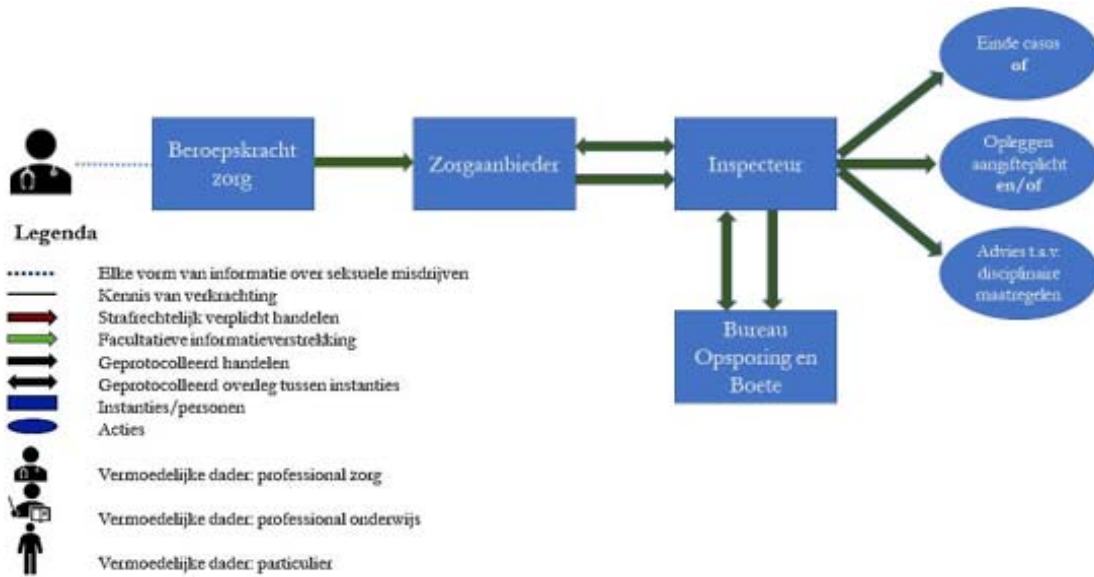 Beroepskracht
zorg
Zorgaanbieder
Inspecteur
Einde casus
of
Opleggen
aangifteplicht
en/of
Advies t.a.v.
disciplinaire
maatregelen
Bureau
Opsporing en
Boete
Legenda
Elke vorm van informatie over seksuele misdrijven
Kennis van verkrachting
Strafrechtelijk verplicht handelen
Facultatieve informatieverstrekking
Geprotocolleerd handelen
Geprotocolleerd overleg tussen instanties
Instanties/personen
Acties
Vermoedelijke dader: professional zorg
Vermoedelijke dader: professional onderwijs
Vermoedelijke dader: particulier